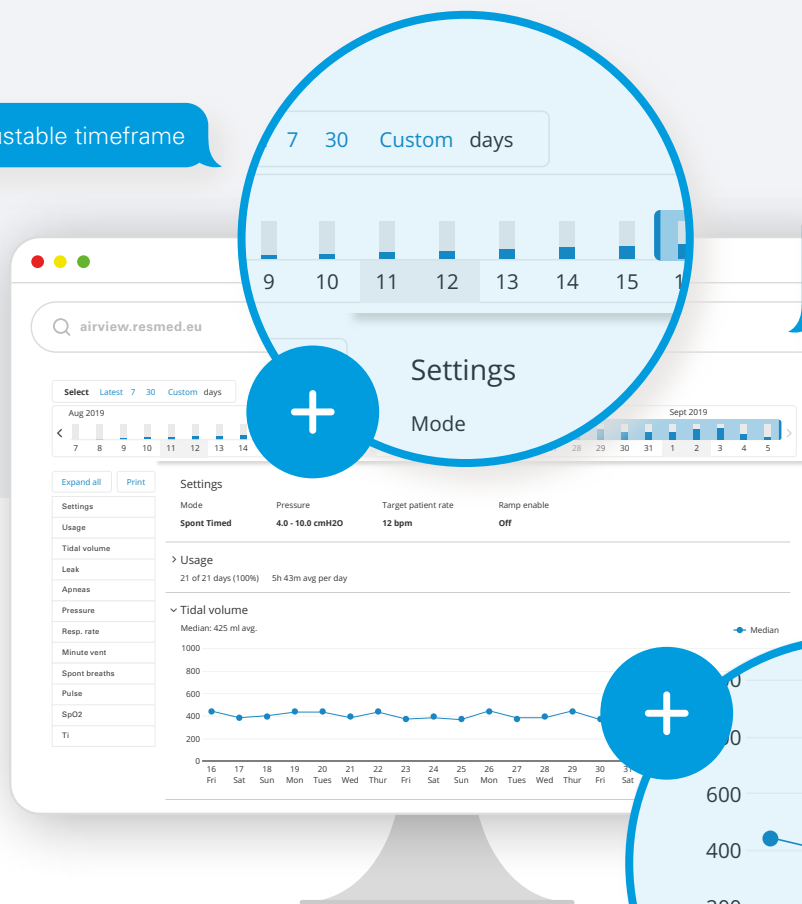 stable timeframe
7 30 Custom days
9 10 11 12 13 14 15
Settings
Mode
airview.resmed.eu
Select Latest 7 30 Custom days
Aug 2019
Sept 2019
7 8 9 10 11 12 13 14
28 29 30 31 1 2 3 4 5
Expand all Print
Settings
Usage
Tidal volume
Leak
Apneas
Pressure
Resp. rate
Minute vent
Spont breaths
Pulse
SpO2
Ti
Settings
Mode Pressure Target patient rate Ramp enable
Spont Timed 4.0 - 10.0 cmH2O 12 bpm Off
Usage
21 of 21 days (100%) 5h 43m avg per day
Tidal volume
Median: 425 ml avg.
Median
1000
800
600
400
200
0
16 17 18 19 20 21 22 23 24 25 26 27 28 29 30 31
Fri Sat Sun Mon Tues Wed Thur Fri Sat Sun Mon Tues Wed Thur Fri Sat
600
400